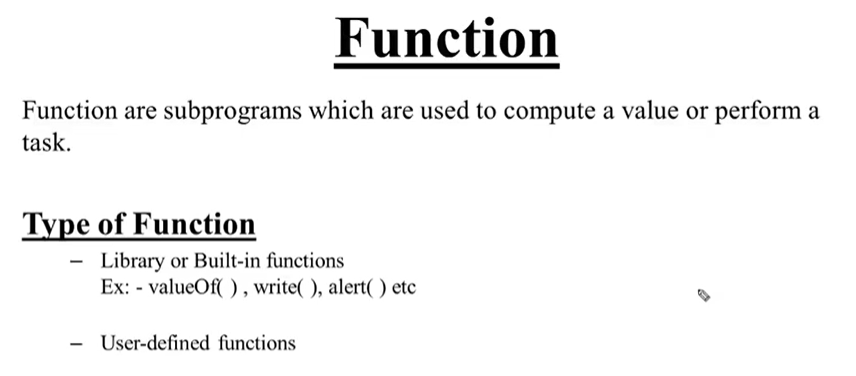 Function
Function are subprograms which are used to compute a value or perform a
task.
Type of Function
– Library or Built-in functions
Ex: - valueOf( ) , write( ), alert( ) etc
– User-defined functions